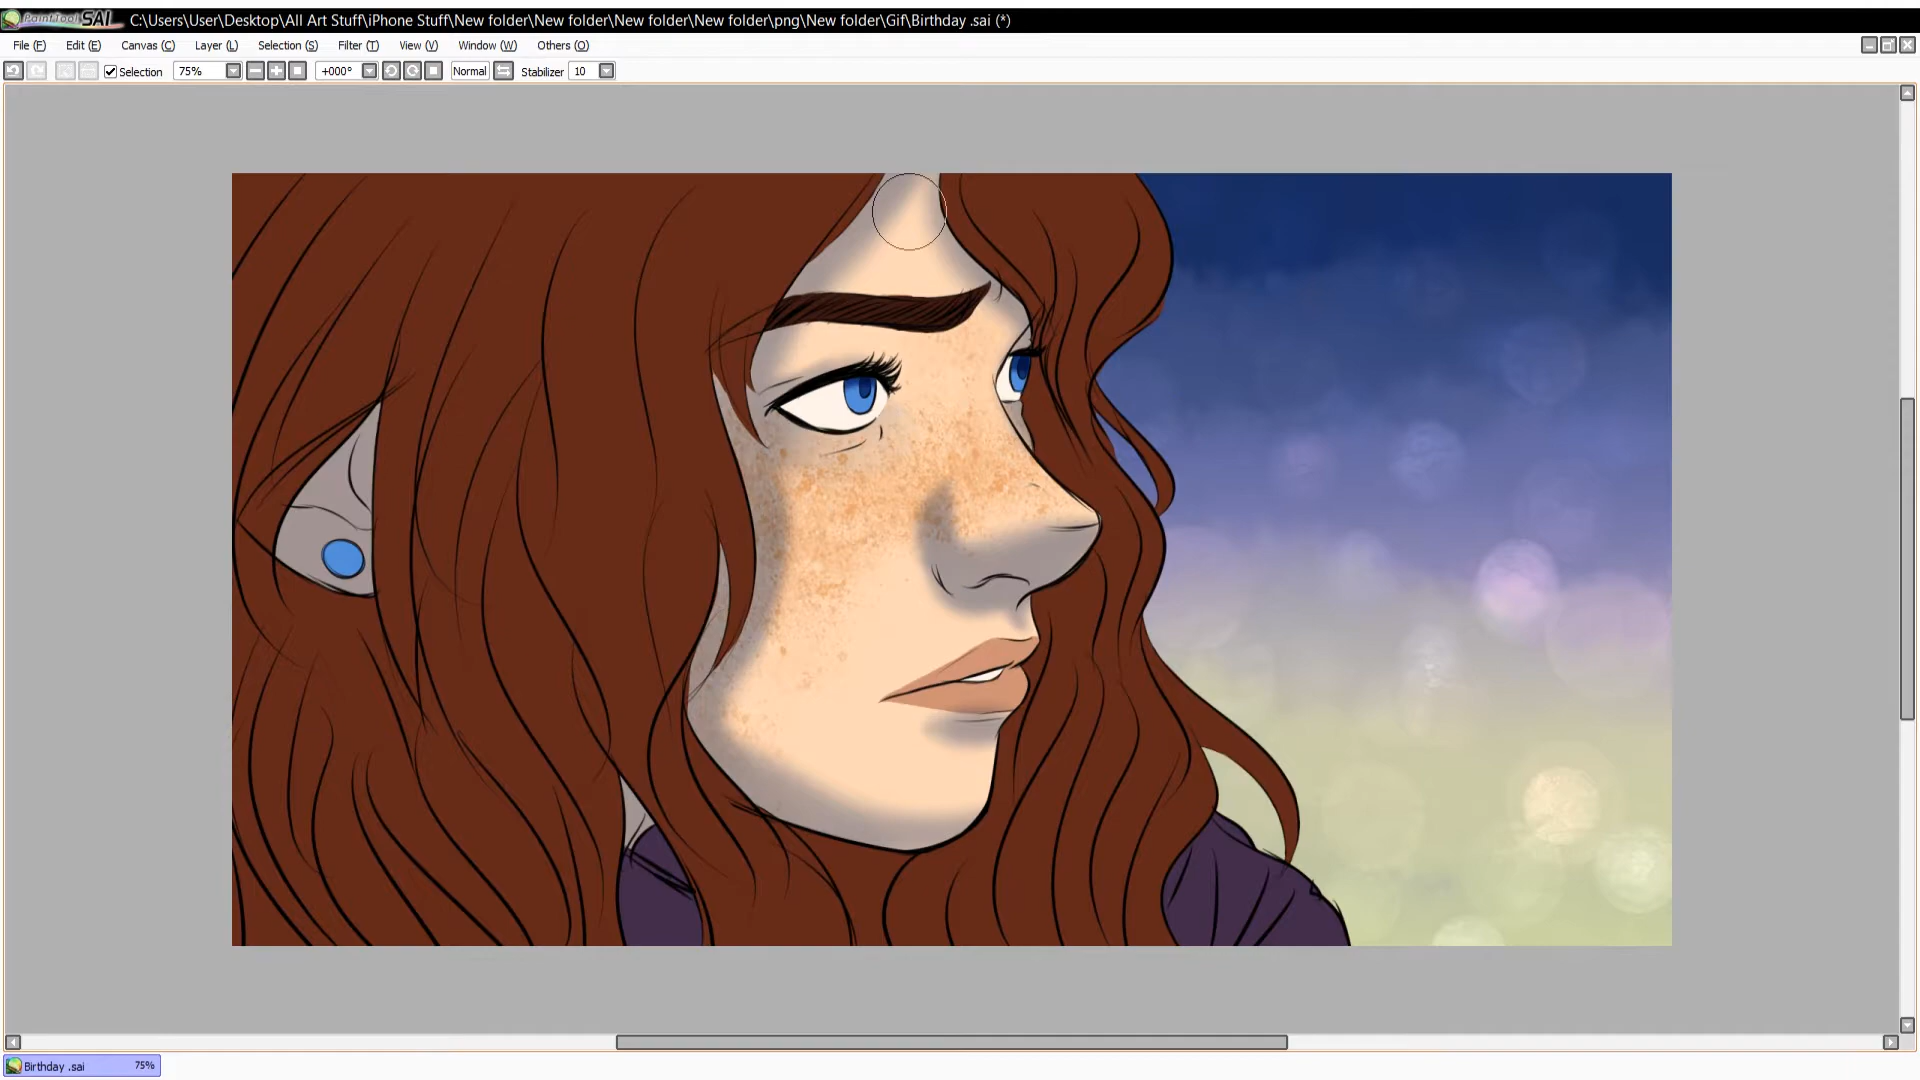 PaintTool SAI C:\Users\User\Desktop\All Art Stuff\iPhone Stuff\New folder\New folder\New folder\New folder\png\New folder\Gif\Birthday .sai (*)
File (F) Edit (E) Canvas (C) Layer (L) Selection (S) Filter (T) View (V) Window (W) Others (O)
Selection 75% +000° Normal Stabilizer 10
Birthday .sai 75%